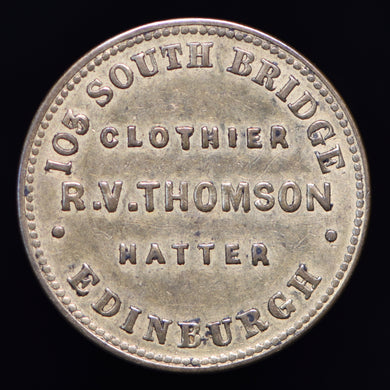 105 SOUTH BRIDGE
CLOTHIER
R.V. THOMSON
HATTER
• EDINBURGH •